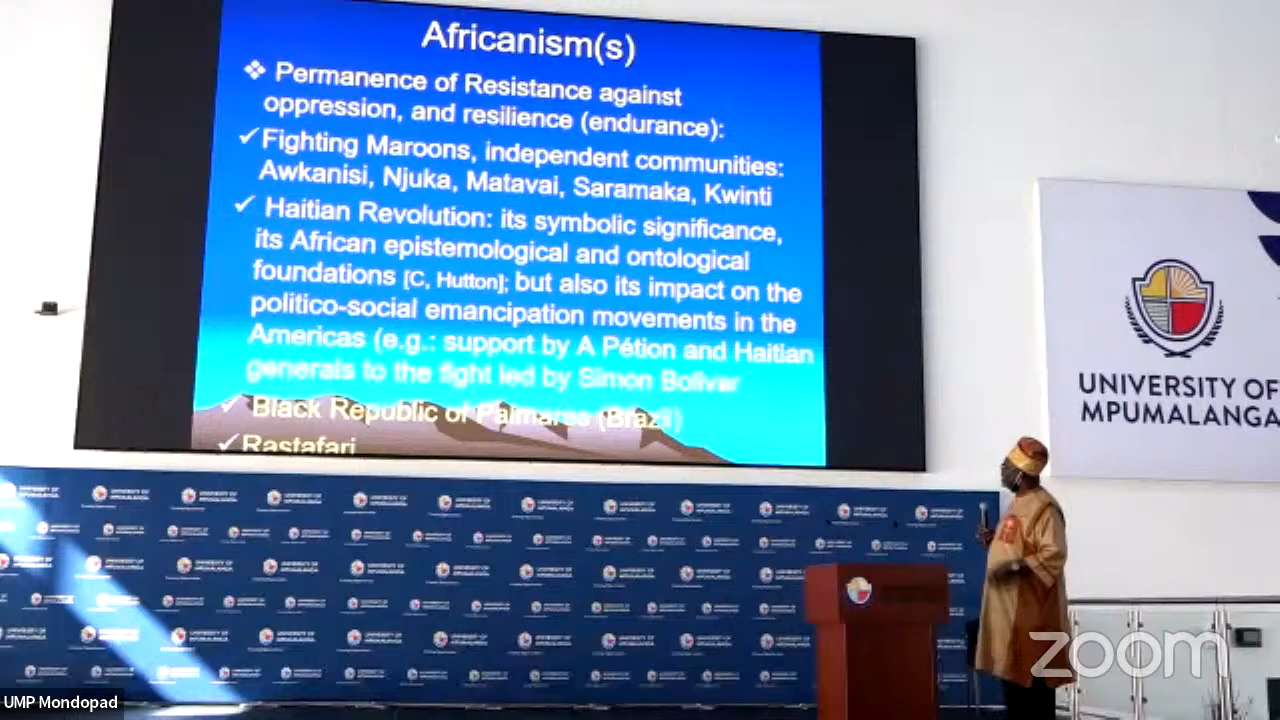 Africanism(s)
❖ Permanence of Resistance against
oppression, and resilience (endurance):
✓Fighting Maroons, independent communities:
Awkanisi, Njuka, Matavai, Saramaka, Kwinti
✓ Haitian Revolution: its symbolic significance,
its African epistemological and ontological
foundations [C, Hutton]; but also its impact on the
politico-social emancipation movements in the
Americas (e.g.: support by A Pétion and Haitian
generals to the fight led by Simon Bolivar
✓ Black Republic of Palmares (Brazil)
✓Rastafari
UNIVERSITY OF
MPUMALANGA
zoom
UMP Mondopad